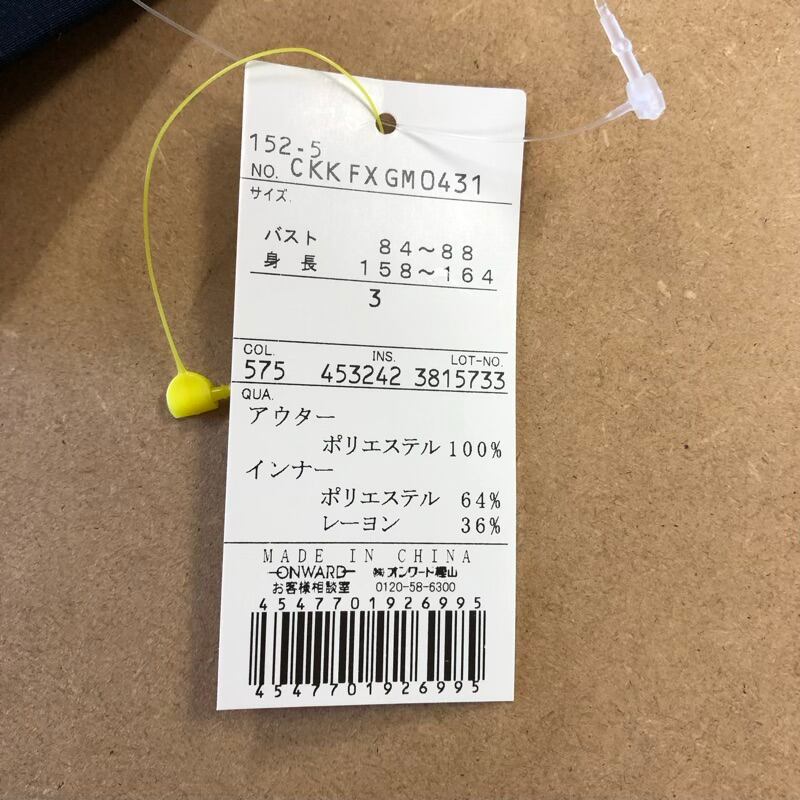 152-5
NO. CKKFXGM0431
サイズ.
バスト 84～88
身 長 158～164
3
COL. INS. LOT-NO.
575 453242 3815733
QUA.
アウター
ポリエステル 100%
インナー
ポリエステル 64%
レーヨン 36%
MADE IN CHINA
ONWARD ㈱オンワード樫山
お客様相談室 0120-58-6300
4547701926995
4547701926995